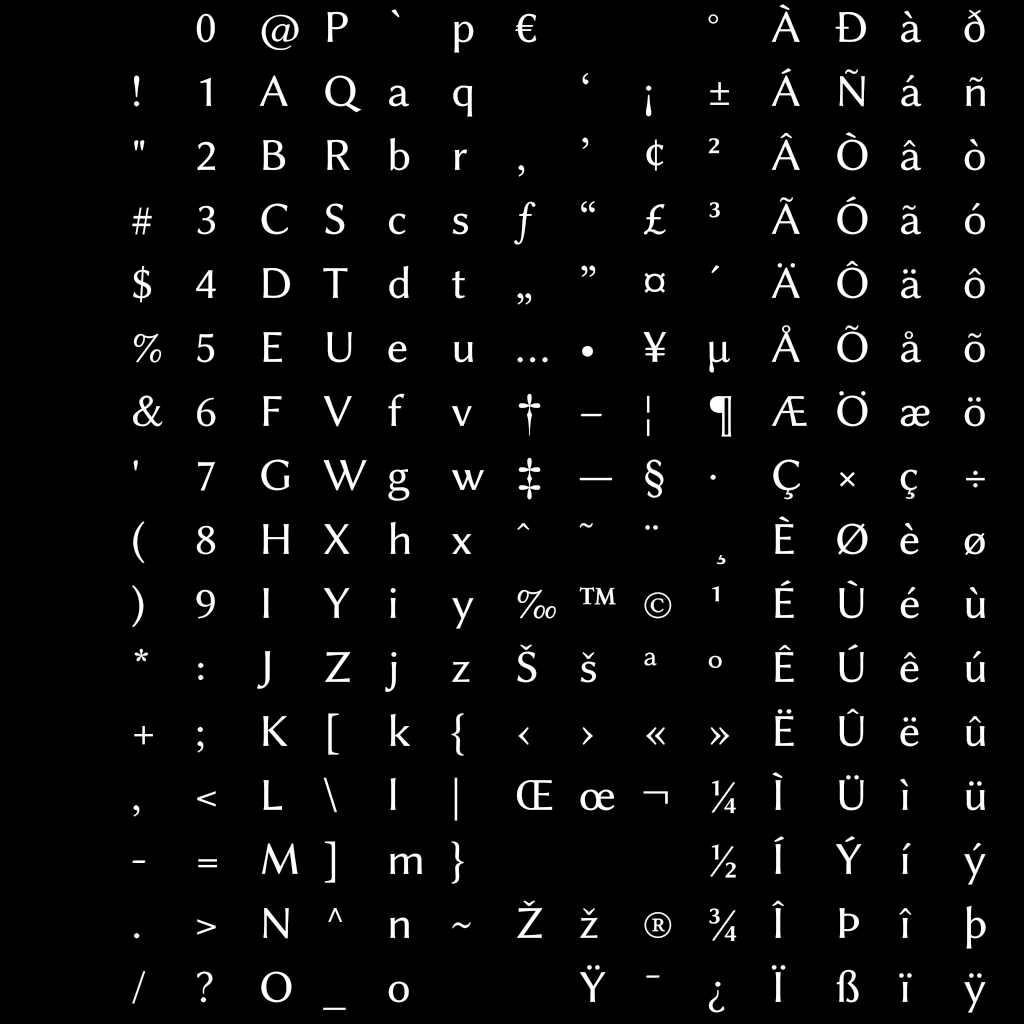 0 @ P ` p € ° À Ð à ð
! 1 A Q a q ‘ ¡ ± Á Ñ á ñ
" 2 B R b r ‚ ’ ¢ ² Â Ò â ò
# 3 C S c s ƒ “ £ ³ Ã Ó ã ó
$ 4 D T d t „ ” ¤ ´ Ä Ô ä ô
% 5 E U e u … • ¥ µ Å Õ å õ
& 6 F V f v † – ¦ ¶ Æ Ö æ ö
' 7 G W g w ‡ — § · Ç × ç ÷
( 8 H X h x ˆ ˜ ¨ ¸ È Ø è ø
) 9 I Y i y ‰ ™ © ¹ É Ù é ù
* : J Z j z Š š ª º Ê Ú ê ú
+ ; K [ k { ‹ › « » Ë Û ë û
, < L \ l | Œ œ ¬ ¼ Ì Ü ì ü
- = M ] m } ½ Í Ý í ý
. > N ^ n ~ Ž ž ® ¾ Î Þ î þ
/ ? O _ o Ÿ ¯ ¿ Ï ß ï ÿ